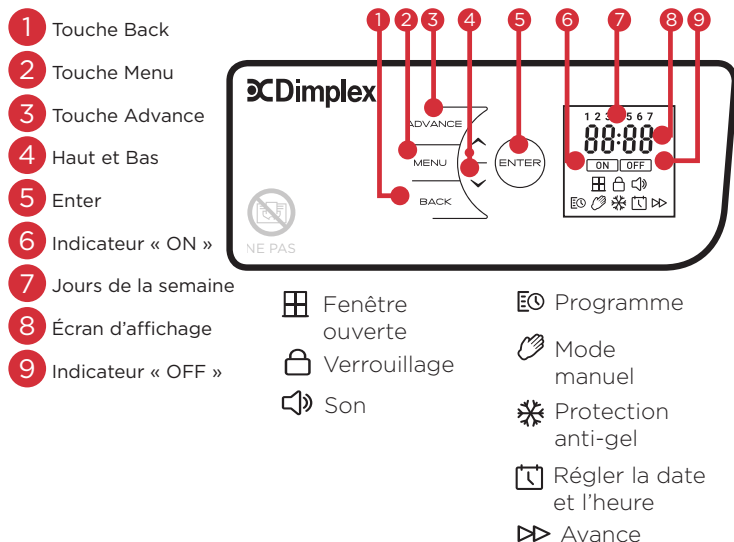 1 Touche Back
2 Touche Menu
3 Touche Advance
4 Haut et Bas
5 Enter
6 Indicateur « ON »
7 Jours de la semaine
8 Écran d’affichage
9 Indicateur « OFF »
1 2 3 4 5 6 7 8 9
Dimplex
ADVANCE
MENU
BACK
ENTER
NE PAS
1 2 3 5 6 7
88:88
ON OFF
Fenêtre
ouverte
Verrouillage
Son
Programme
Mode
manuel
Protection
anti-gel
Régler la date
et l’heure
Avance